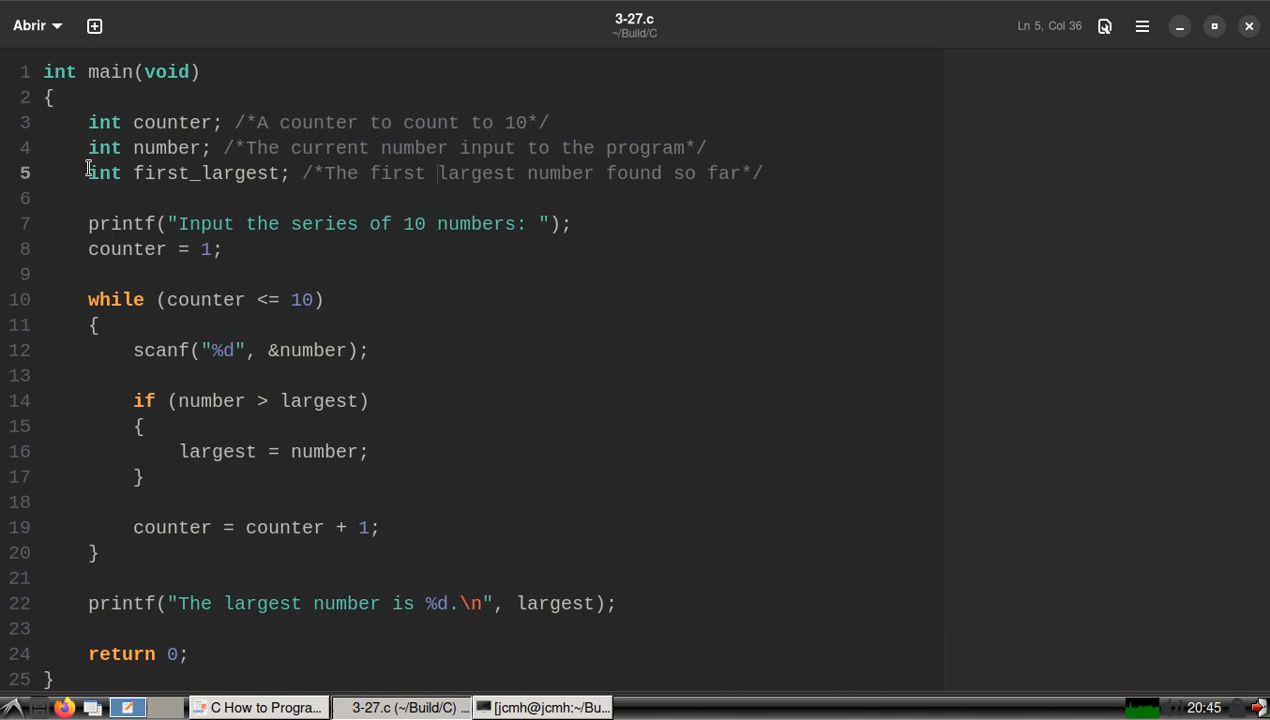 Abrir
3-27.c
~/Build/C
Ln 5, Col 36
1 int main(void)
2 {
3     int counter; /*A counter to count to 10*/
4     int number; /*The current number input to the program*/
5     int first_largest; /*The first largest number found so far*/
6
7     printf("Input the series of 10 numbers: ");
8     counter = 1;
9
10     while (counter <= 10)
11     {
12         scanf("%d", &number);
13
14         if (number > largest)
15         {
16             largest = number;
17         }
18
19         counter = counter + 1;
20     }
21
22     printf("The largest number is %d.\n", largest);
23
24     return 0;
25 }
C How to Progra... 3-27.c (~/Build/C) ... [jcmh@jcmh:~/Bu... 20:45